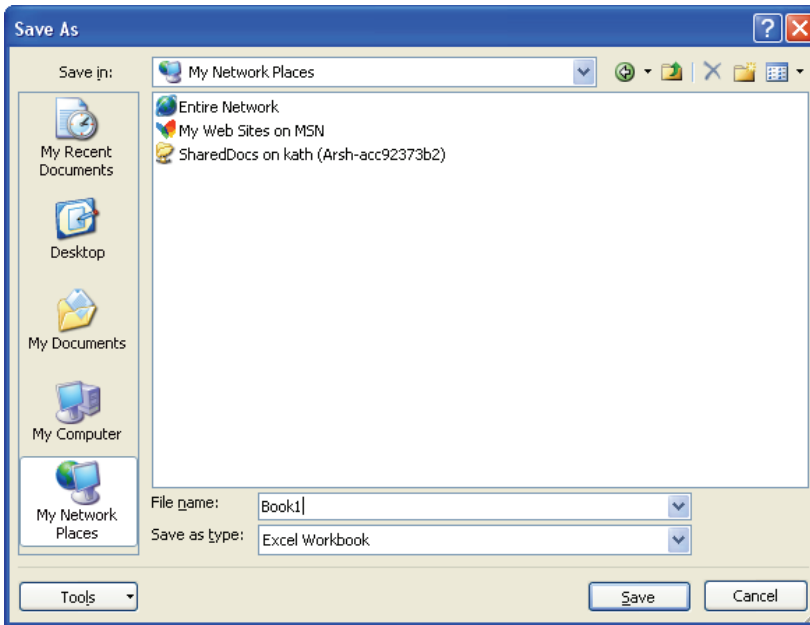 Save As
Save in:
My Network Places
My Recent
Documents
Desktop
My Documents
My Computer
My Network
Places
Entire Network
My Web Sites on MSN
SharedDocs on kath (Arsh-acc92373b2)
File name:
Book1
Save as type:
Excel Workbook
Tools
Save
Cancel